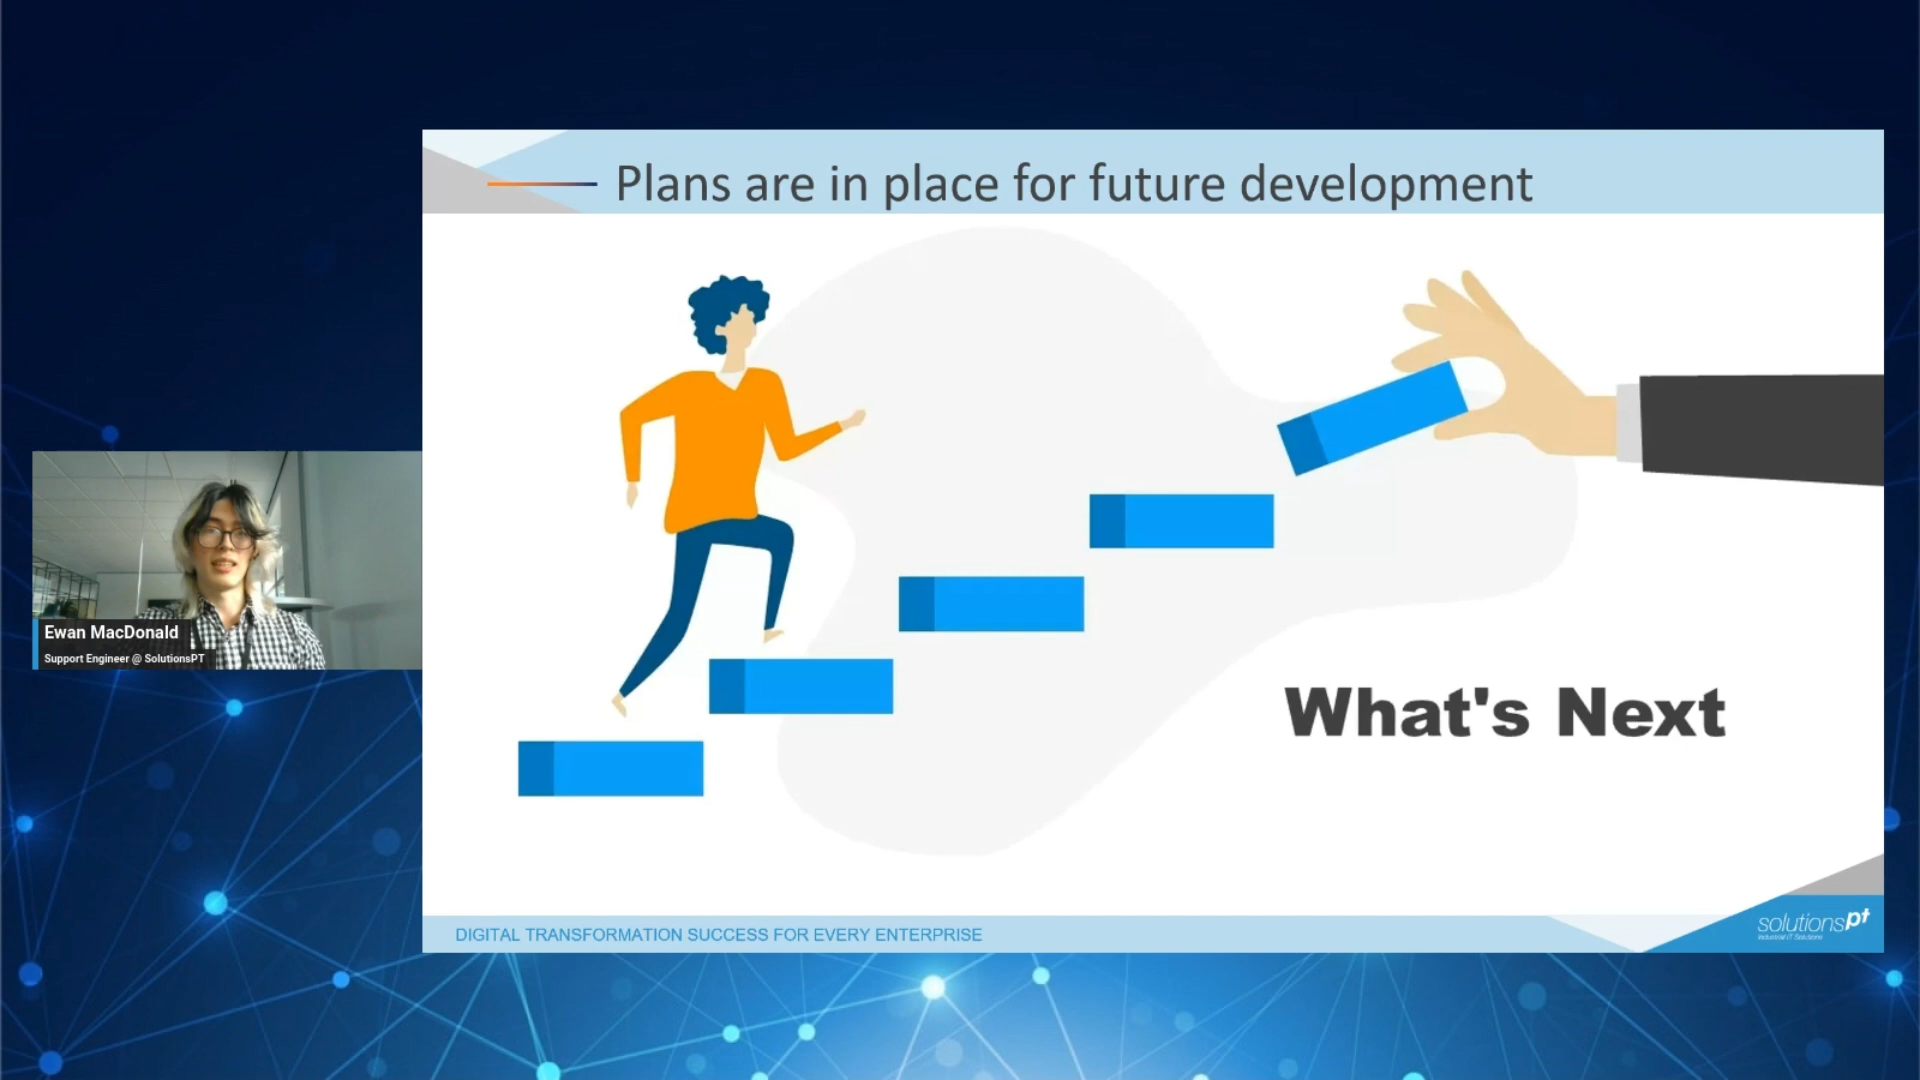 Plans are in place for future development
Ewan MacDonald
Support Engineer @ SolutionsPT
What's Next
DIGITAL TRANSFORMATION SUCCESS FOR EVERY ENTERPRISE
solutionspt
Industrial IT Solutions